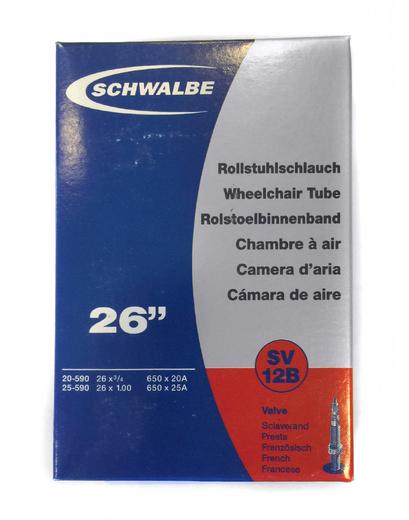 SCHWALBE
Rollstuhlschlauch
Wheelchair Tube
Rolstoelbinnenband
Chambre à air
Camera d'aria
Cámara de aire
26”
SV
12B
20-590 26 x 3/4 650 x 20A
25-590 26 x 1.00 650 x 25A
Valve
Sclaverand
Presta
Französisch
French
Francese